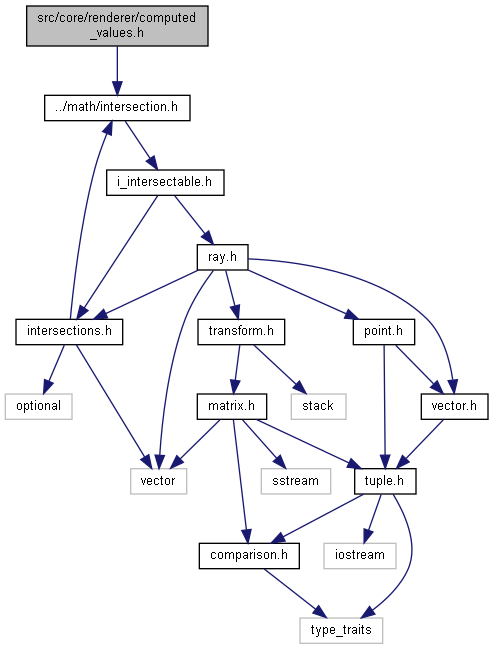 src/core/renderer/computed
_values.h
../math/intersection.h
i_intersectable.h
ray.h
intersections.h
transform.h
point.h
optional
matrix.h
stack
vector.h
vector
sstream
tuple.h
comparison.h
iostream
type_traits